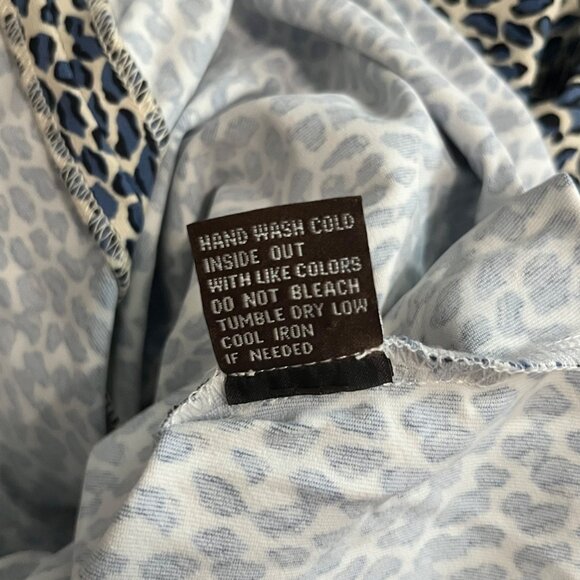 HAND WASH COLD
INSIDE OUT
WITH LIKE COLORS
DO NOT BLEACH
TUMBLE DRY LOW
COOL IRON
IF NEEDED